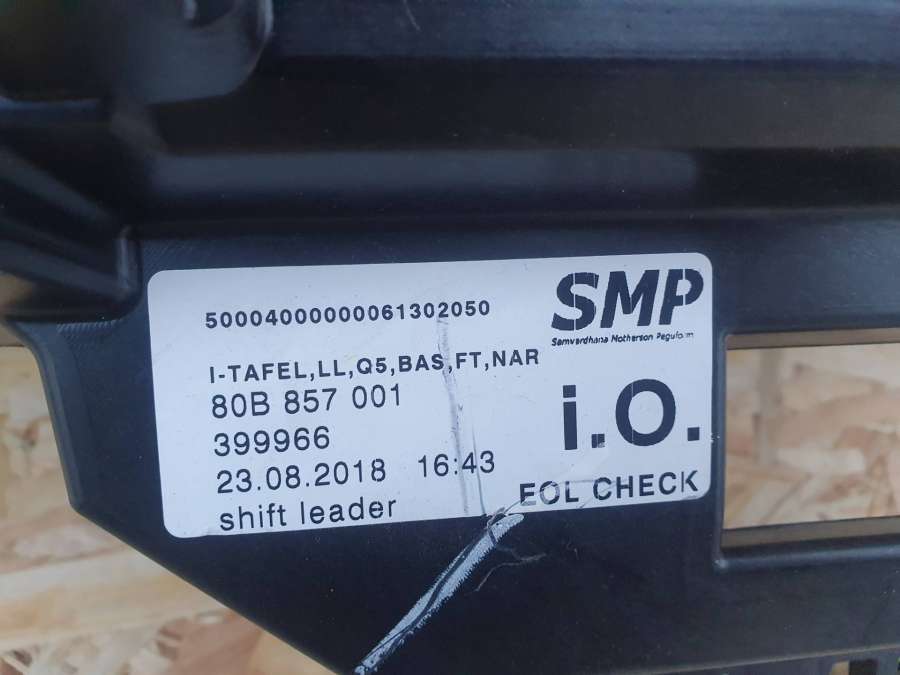 50004000000061302050
SMP
Samvardhana Motherson Peguform
I-TAFEL,LL,Q5,BAS,FT,NAR
80B 857 001
i.O.
399966
23.08.2018 16:43
EOL CHECK
shift leader